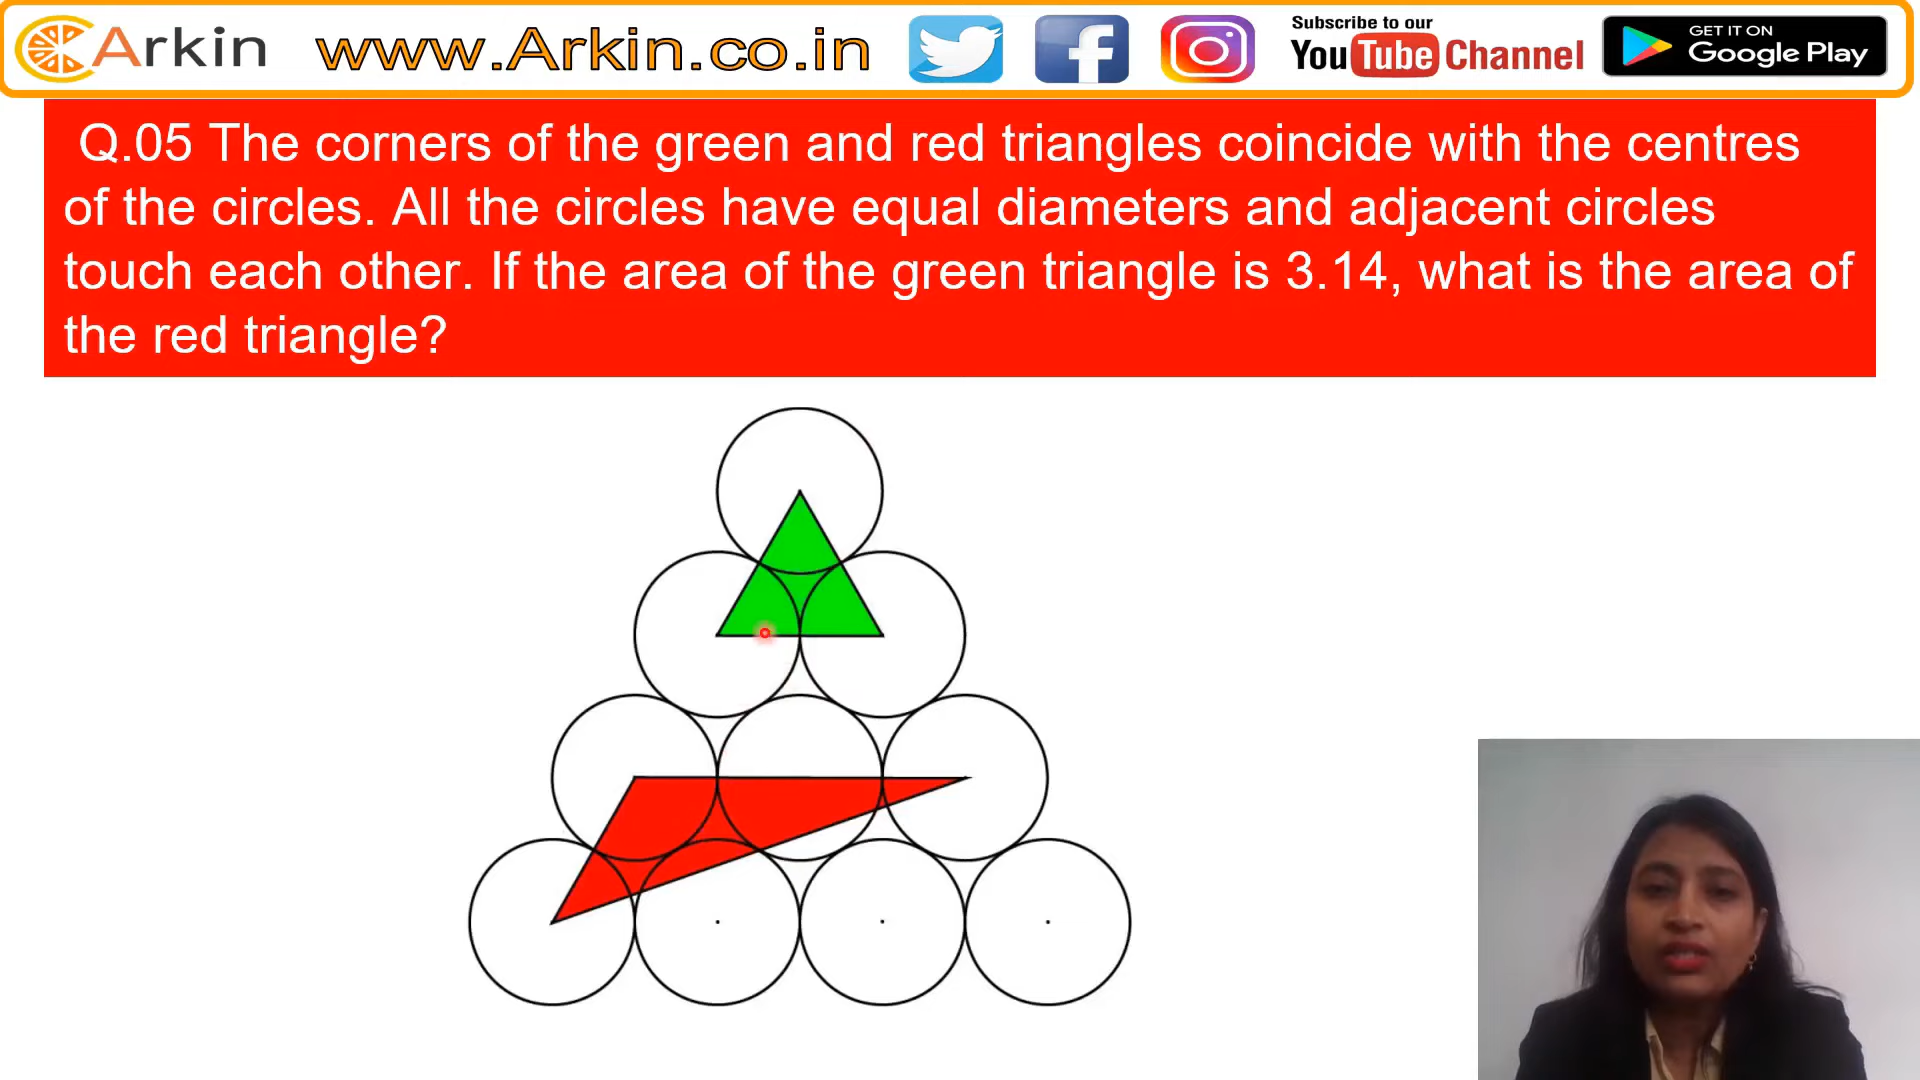 Arkin
www.Arkin.co.in
Subscribe to our
YouTube Channel
GET IT ON
Google Play
Q.05 The corners of the green and red triangles coincide with the centres
of the circles. All the circles have equal diameters and adjacent circles
touch each other. If the area of the green triangle is 3.14, what is the area of
the red triangle?